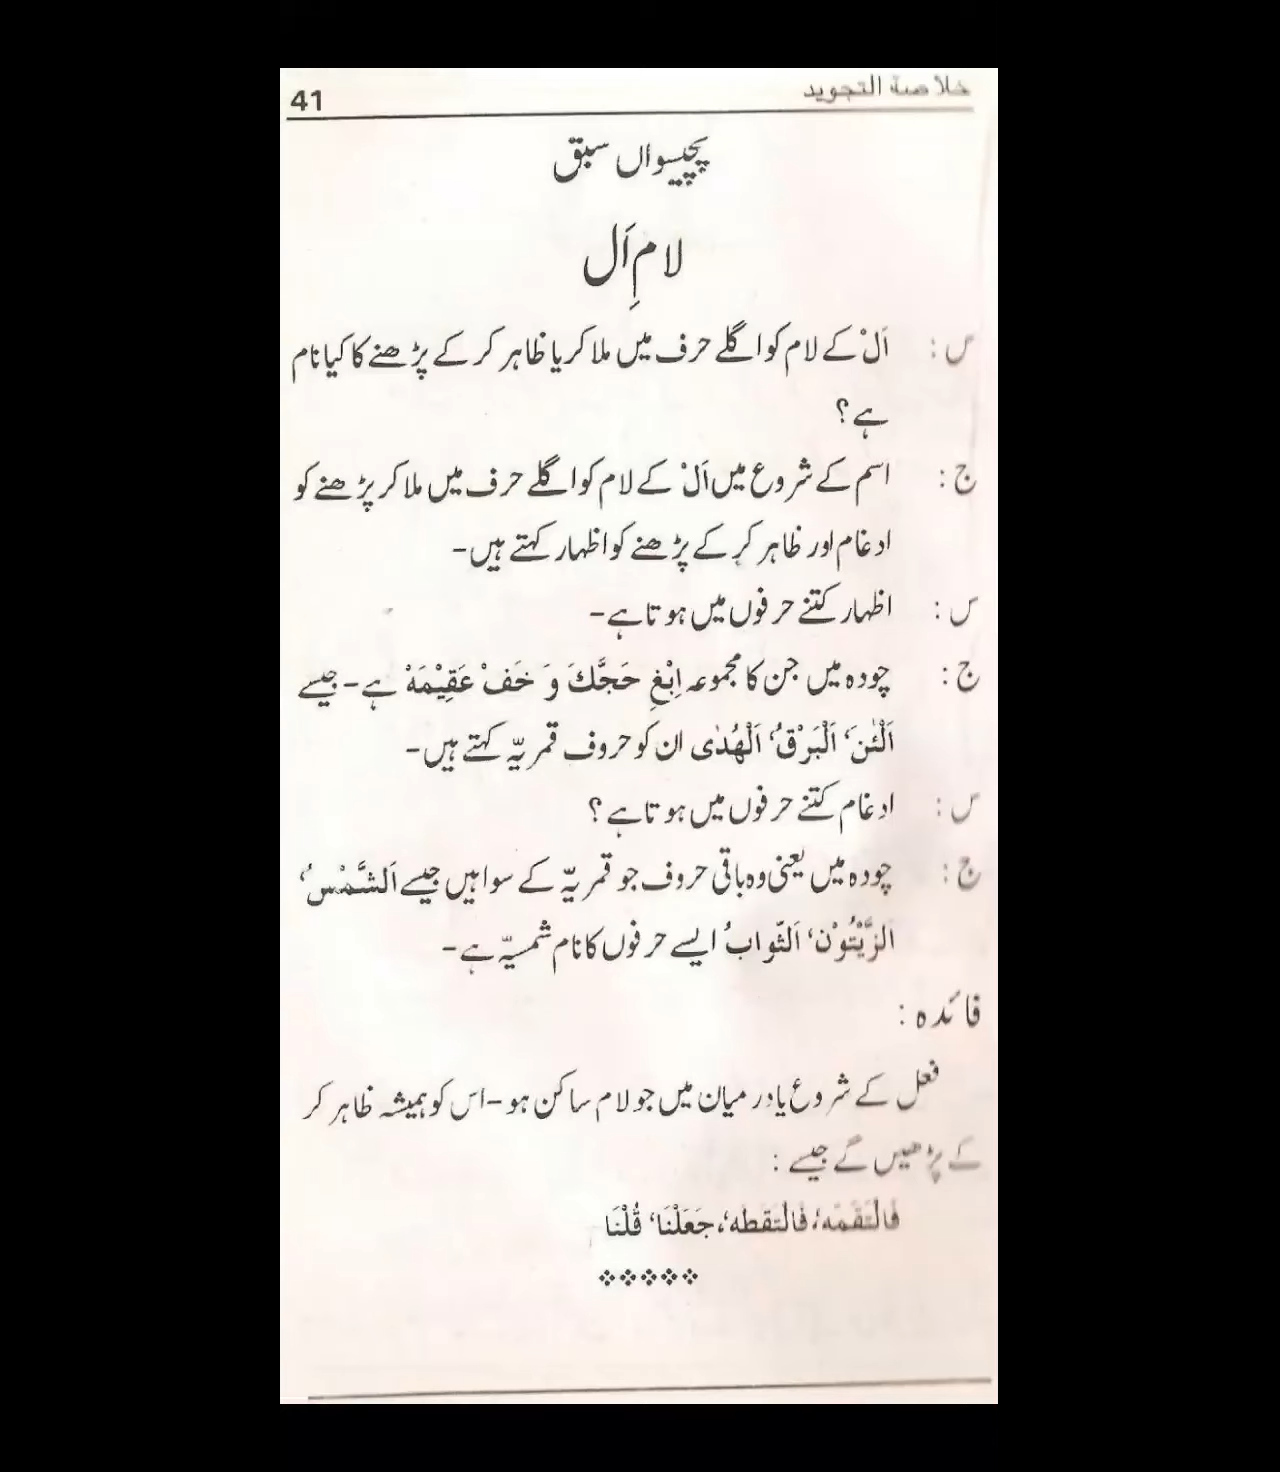 خلاصة التجويد
41
پچیسواں سبق
لامِ اَل
س: اَلْ کے لام کو اگلے حرف میں ملا کر یا ظاہر کر کے پڑھنے کا کیا نام
ہے؟
ج: اسم کے شروع میں اَلْ کے لام کو اگلے حرف میں ملا کر پڑھنے کو
ادغام اور ظاہر کر کے پڑھنے کو اظہار کہتے ہیں-
س: اظہار کتنے حرفوں میں ہوتا ہے-
ج: چودہ میں جن کا مجموعہ اِبْغِ حَجَّكَ وَ خَفْ عَقِيْمَهْ ہے- جیسے
اَلْئٰنَ، اَلْبَرْقُ، اَلْهُدٰى ان کو حروف قمریّہ کہتے ہیں-
س: ادغام کتنے حرفوں میں ہوتا ہے؟
ج: چودہ میں یعنی وہ باقی حروف جو قمریّہ کے سوا ہیں جیسے اَلشَّمْسُ،
الزَّيْتُوْن، اَلثَّوابُ ایسے حرفوں کا نام شمسیّہ ہے-
فائدہ:
فعل کے شروع یا درمیان میں جو لام ساکن ہو- اس کو ہمیشہ ظاہر کر
کے پڑھیں گے جیسے:
فَالْتَقَمَه، فَالْتَقَطَه، جَعَلْنَا، قُلْنَا